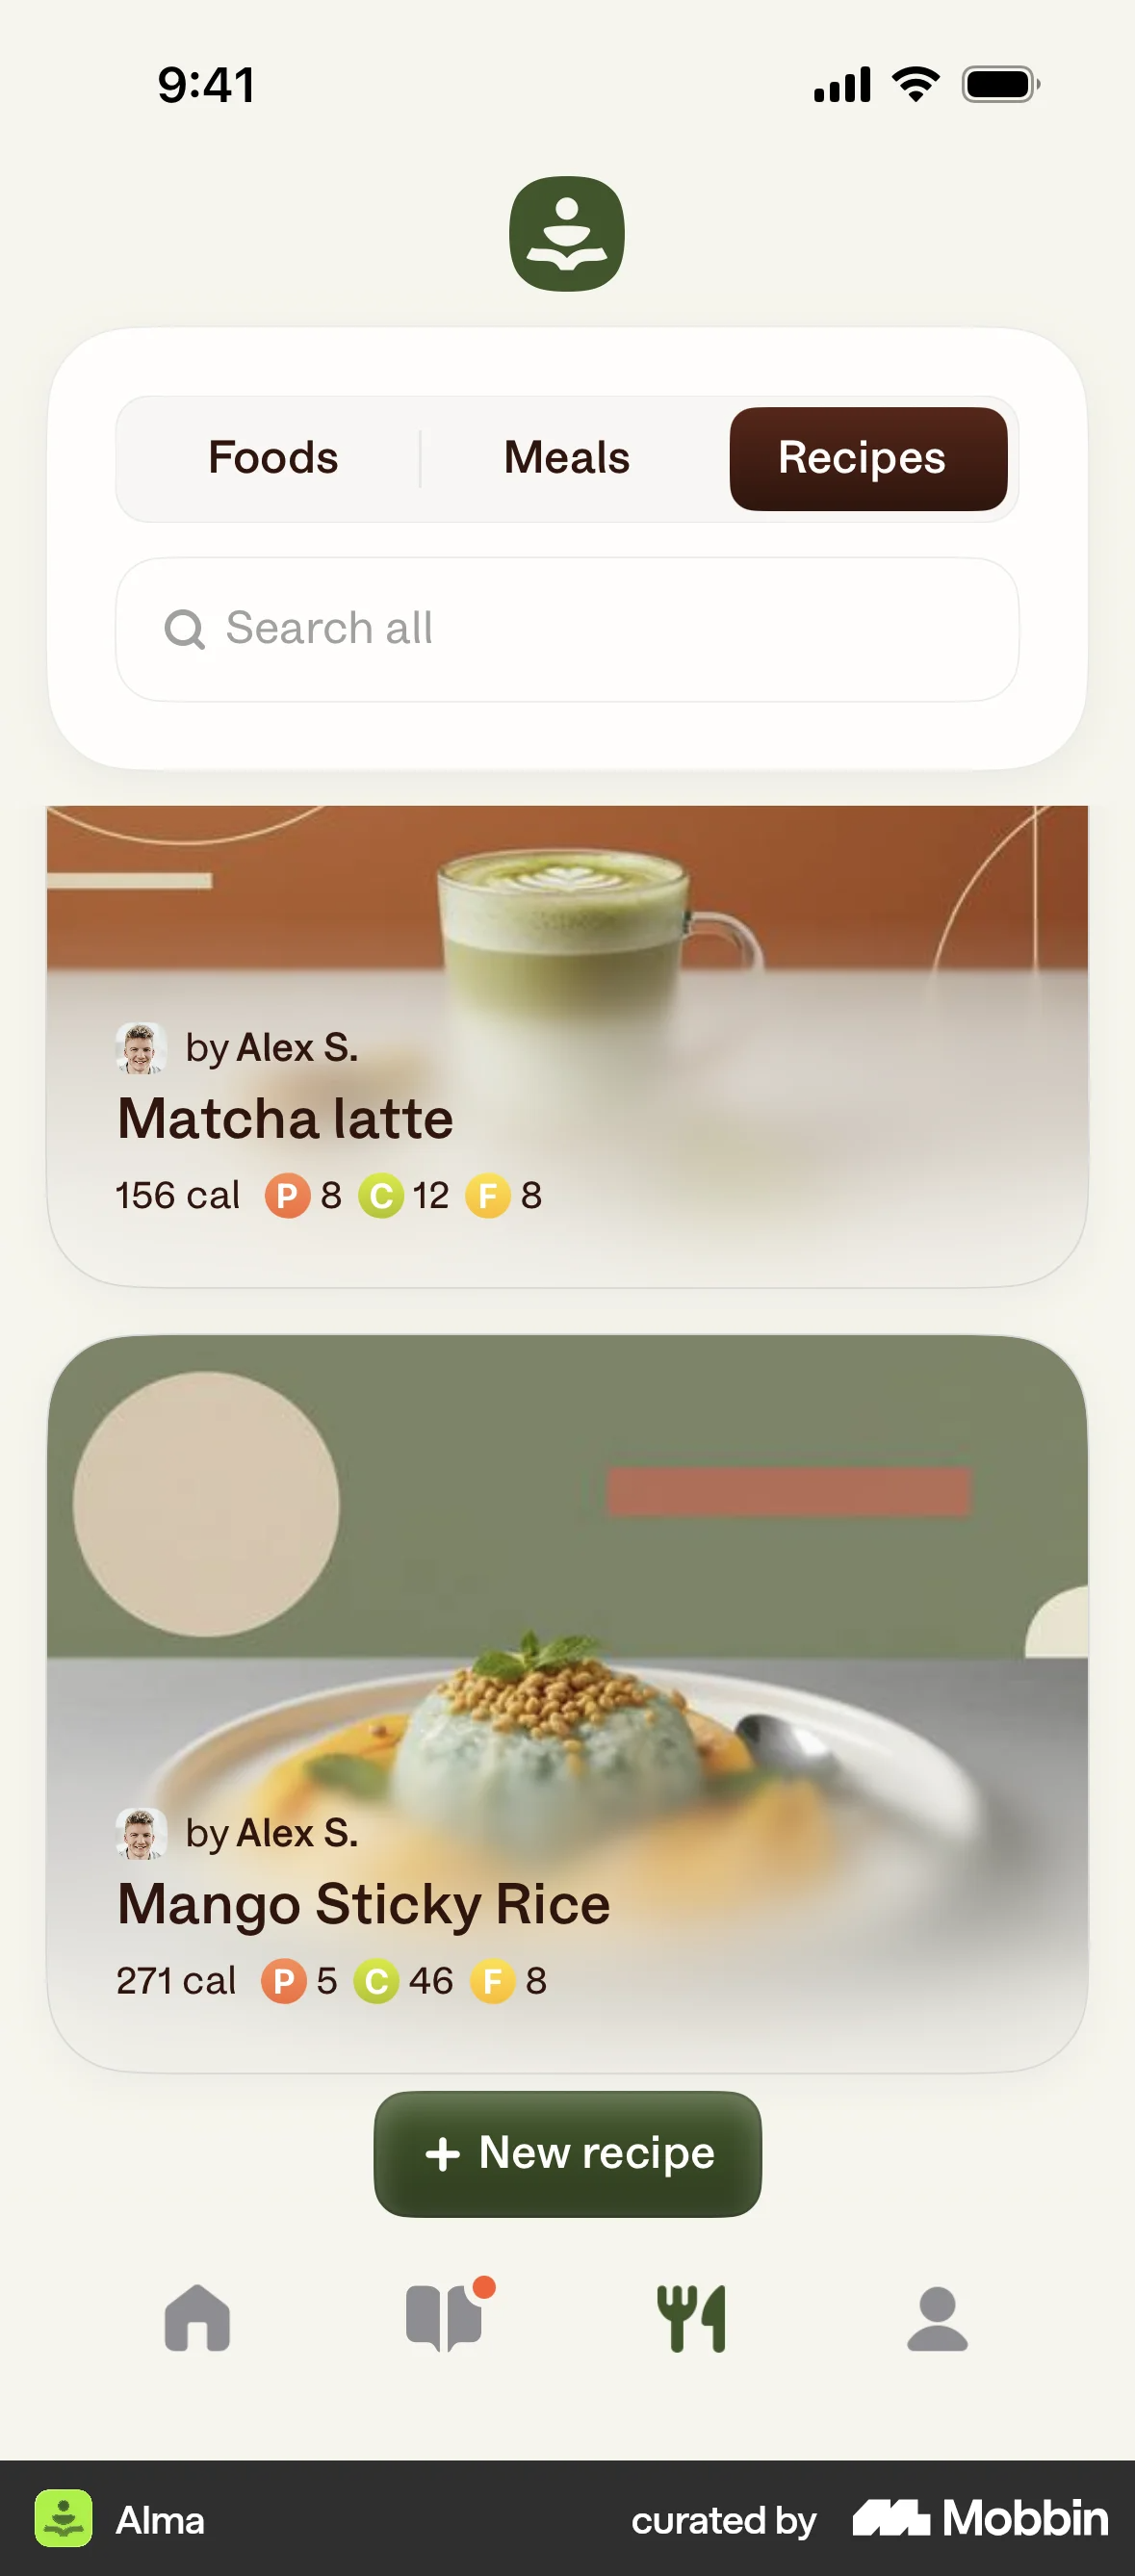 9:41
Foods Meals Recipes
Search all
by Alex S.
Matcha latte
156 cal P 8 C 12 F 8
by Alex S.
Mango Sticky Rice
271 cal P 5 C 46 F 8
+ New recipe
Alma curated by Mobbin